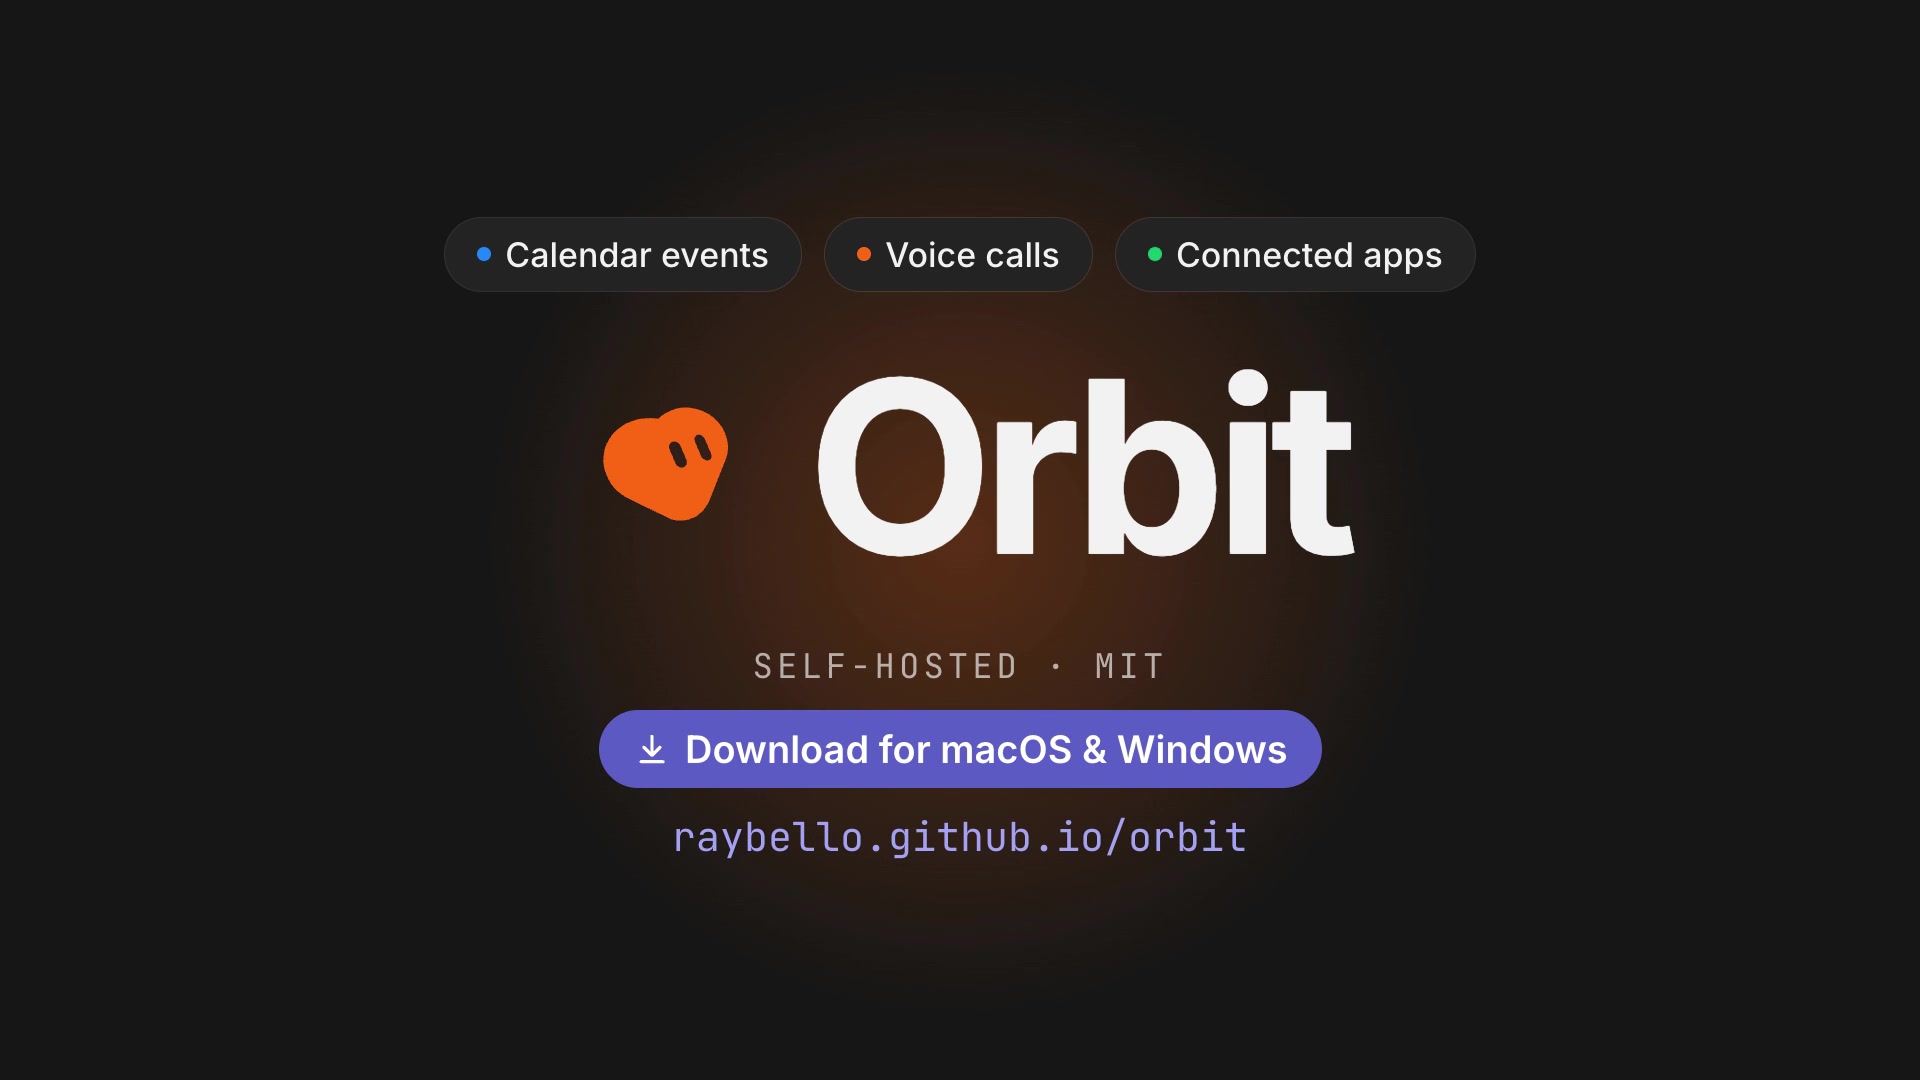 Calendar events Voice calls Connected apps
Orbit
SELF-HOSTED · MIT
Download for macOS & Windows
raybello.github.io/orbit